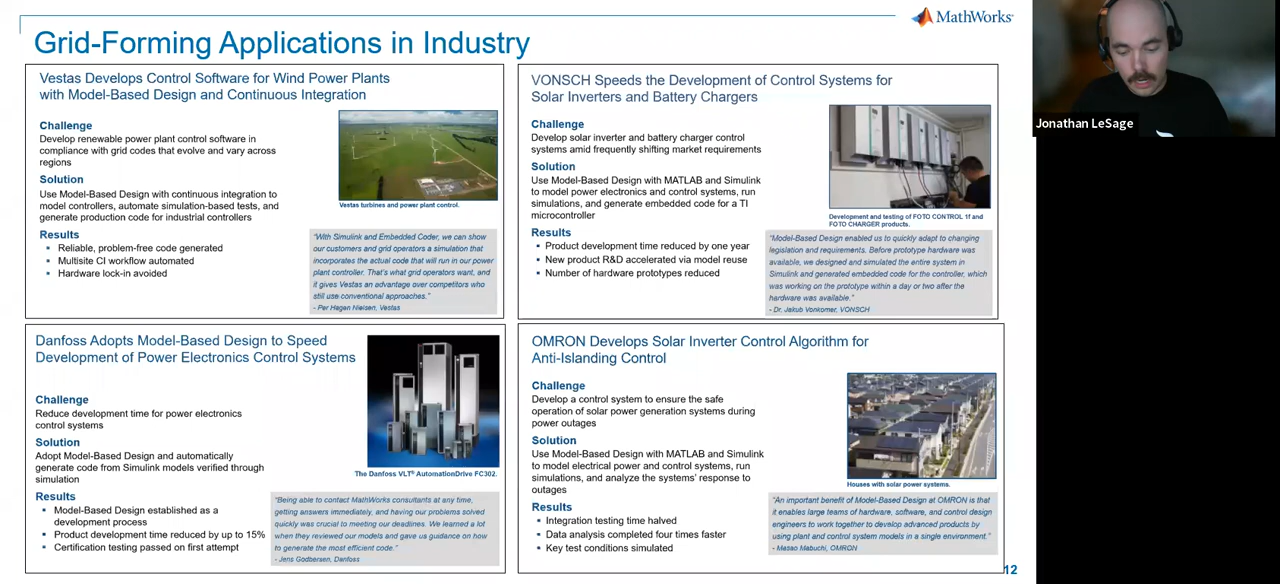 MathWorks®
Grid-Forming Applications in Industry
Jonathan LeSage
Vestas Develops Control Software for Wind Power Plants
with Model-Based Design and Continuous Integration
Challenge
Develop renewable power plant control software in
compliance with grid codes that evolve and vary across
regions
Solution
Use Model-Based Design with continuous integration to
model controllers, automate simulation-based tests, and
generate production code for industrial controllers
Results
▪ Reliable, problem-free code generated
▪ Multisite CI workflow automated
▪ Hardware lock-in avoided
Vestas turbines and power plant control.
"With Simulink and Embedded Coder, we can show
our customers and grid operators a simulation that
incorporates the actual code that will run in our power
plant controller. That's what grid operators want, and
it gives Vestas an advantage over competitors who
still use conventional approaches."
- Per Hagen Nielsen, Vestas
VONSCH Speeds the Development of Control Systems for
Solar Inverters and Battery Chargers
Challenge
Develop solar inverter and battery charger control
systems amid frequently shifting market requirements
Solution
Use Model-Based Design with MATLAB and Simulink
to model power electronics and control systems, run
simulations, and generate embedded code for a TI
microcontroller
Results
▪ Product development time reduced by one year
▪ New product R&D accelerated via model reuse
▪ Number of hardware prototypes reduced
Development and testing of FOTO CONTROL 1f and
FOTO CHARGER products.
"Model-Based Design enabled us to quickly adapt to changing
legislation and requirements. Before prototype hardware was
available, we designed and simulated the entire system in
Simulink and generated embedded code for the controller, which
was working on the prototype within a day or two after the
hardware was available."
- Dr. Jakub Vonkomer, VONSCH
Danfoss Adopts Model-Based Design to Speed
Development of Power Electronics Control Systems
Challenge
Reduce development time for power electronics
control systems
Solution
Adopt Model-Based Design and automatically
generate code from Simulink models verified through
simulation
Results
▪ Model-Based Design established as a
development process
▪ Product development time reduced by up to 15%
▪ Certification testing passed on first attempt
The Danfoss VLT® AutomationDrive FC302.
"Being able to contact MathWorks consultants at any time,
getting answers immediately, and having our problems solved
quickly was crucial to meeting our deadlines. We learned a lot
when they reviewed our models and gave us guidance on how
to generate the most efficient code."
- Jens Godbersen, Danfoss
OMRON Develops Solar Inverter Control Algorithm for
Anti-Islanding Control
Challenge
Develop a control system to ensure the safe
operation of solar power generation systems during
power outages
Solution
Use Model-Based Design with MATLAB and Simulink
to model electrical power and control systems, run
simulations, and analyze the systems' response to
outages
Results
▪ Integration testing time halved
▪ Data analysis completed four times faster
▪ Key test conditions simulated
Houses with solar power systems.
"An important benefit of Model-Based Design at OMRON is that
it enables large teams of hardware, software, and control design
engineers to work together to develop advanced products by
using plant and control system models in a single environment."
- Masao Mabuchi, OMRON
12